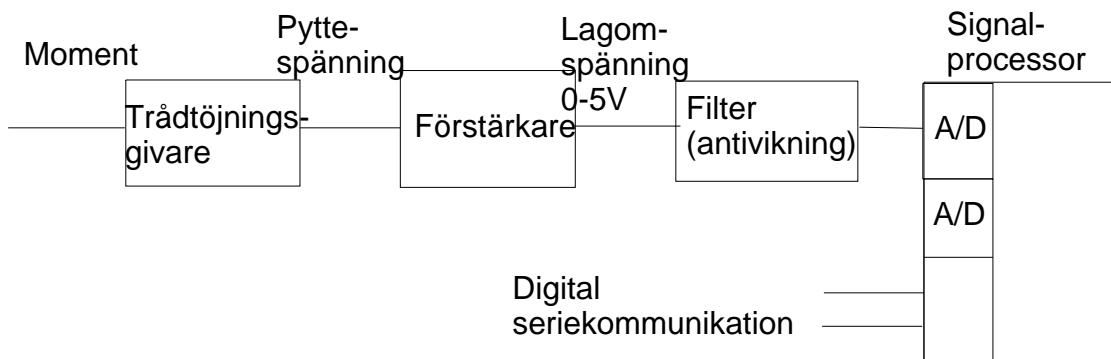 Moment
Pytte-
spänning
Lagom-
spänning
0-5V
Signal-
processor
Trådtöjnings-
givare
Förstärkare
Filter
(antivikning)
A/D
A/D
Digital
seriekommunikation